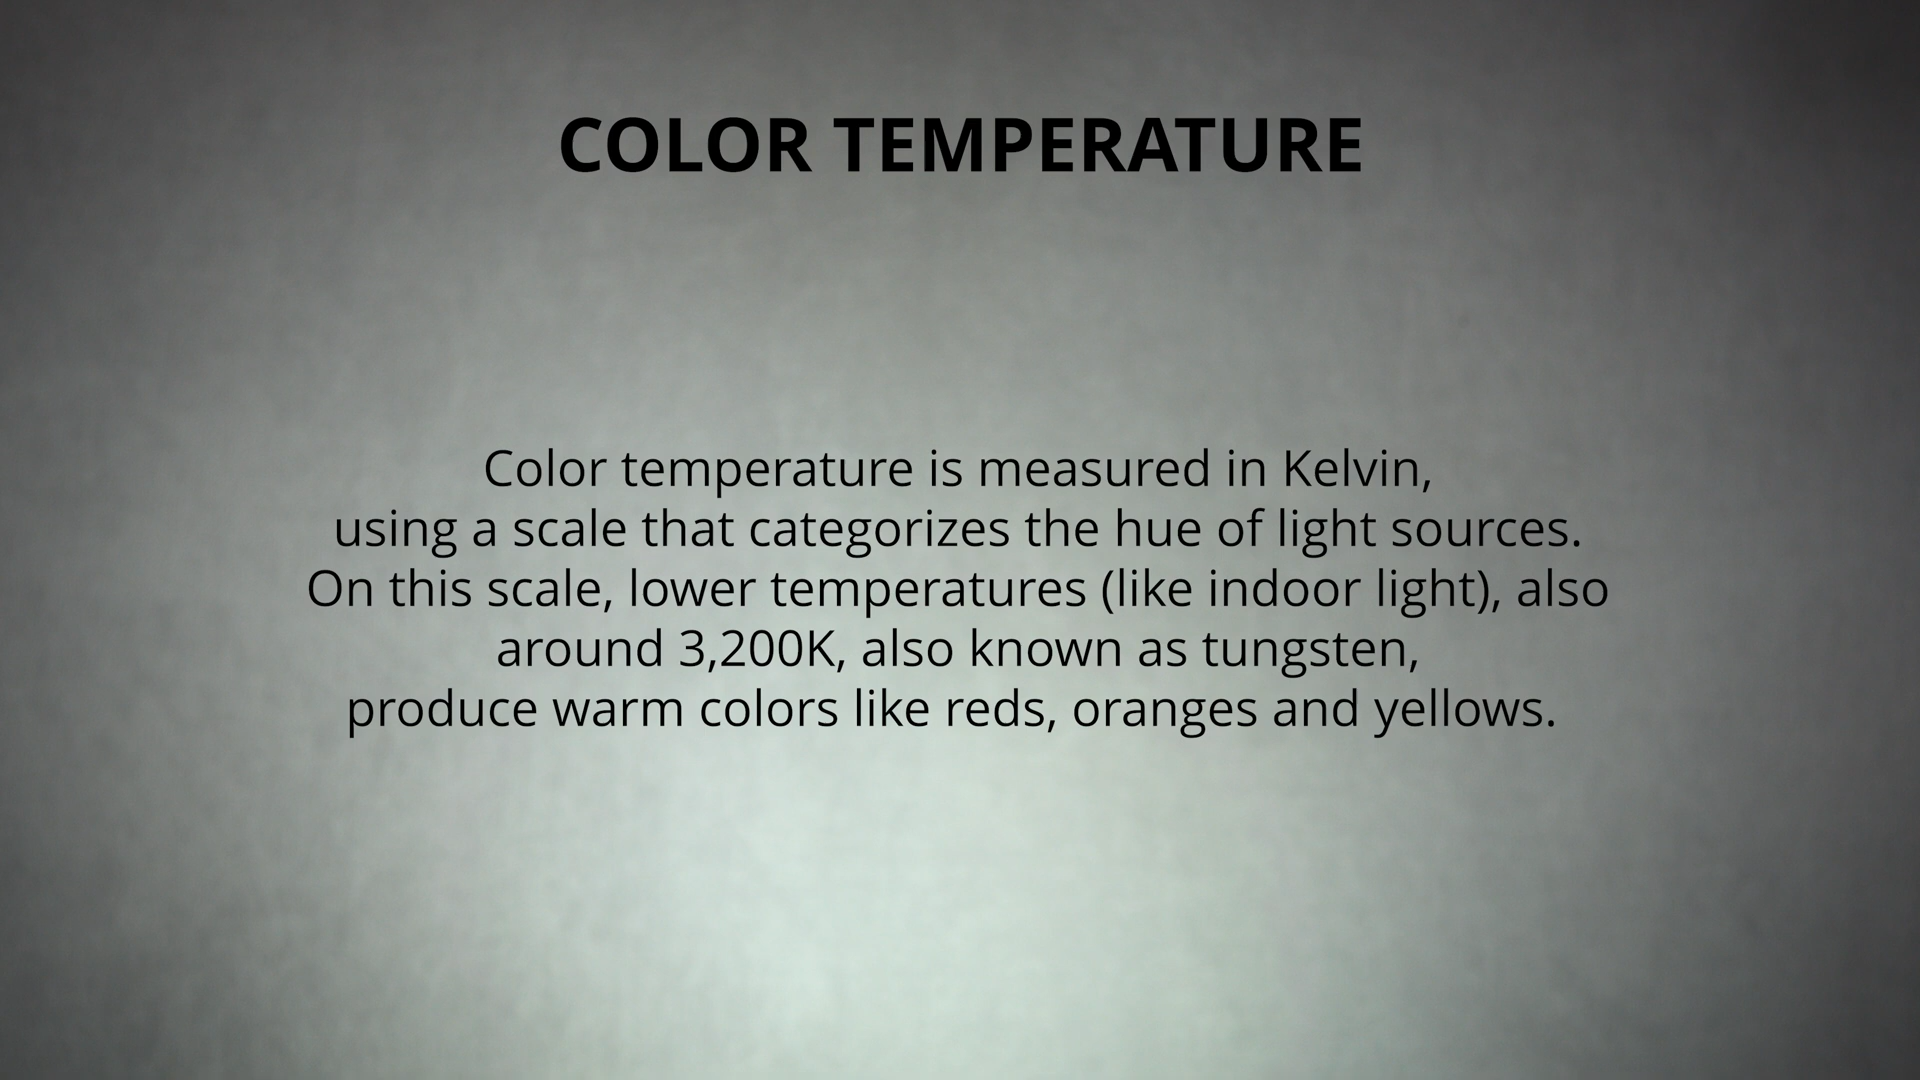 COLOR TEMPERATURE
Color temperature is measured in Kelvin,
using a scale that categorizes the hue of light sources.
On this scale, lower temperatures (like indoor light), also
around 3,200K, also known as tungsten,
produce warm colors like reds, oranges and yellows.